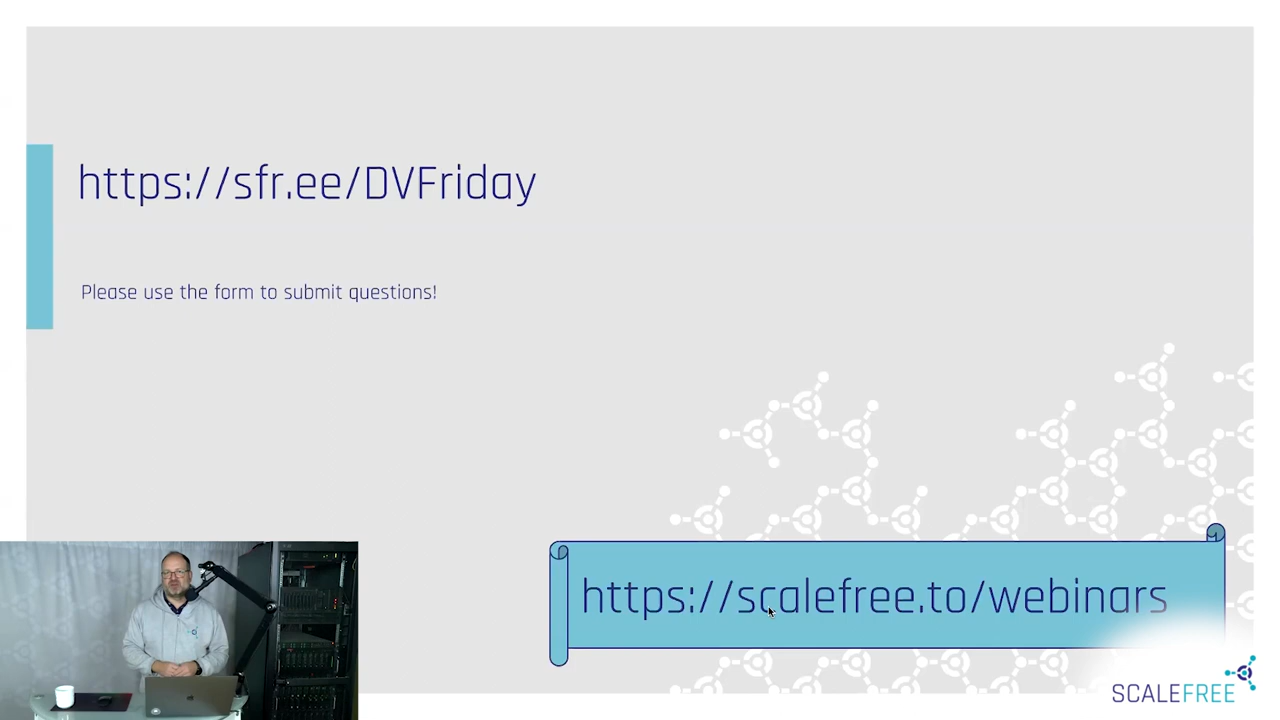 https://sfr.ee/DVFriday
Please use the form to submit questions!
https://scalefree.to/webinars
SCALEFREE